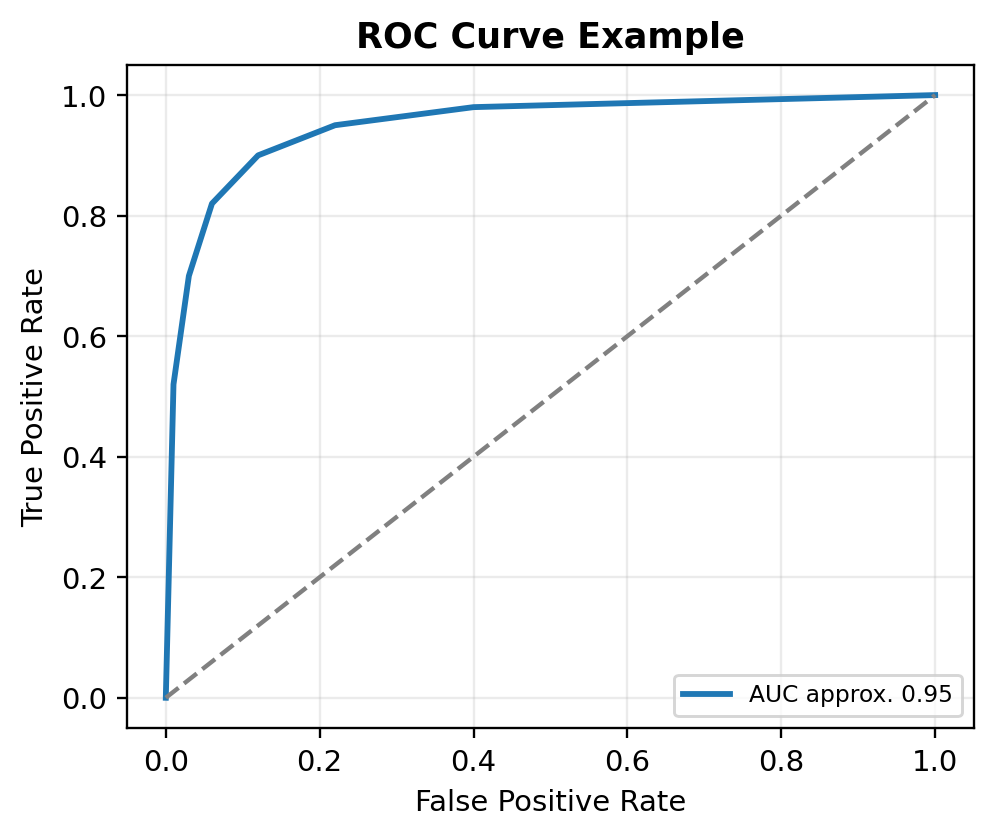 ROC Curve Example
1.0
0.8
0.6
0.4
0.2
0.0
True Positive Rate
AUC approx. 0.95
0.0 0.2 0.4 0.6 0.8 1.0
False Positive Rate